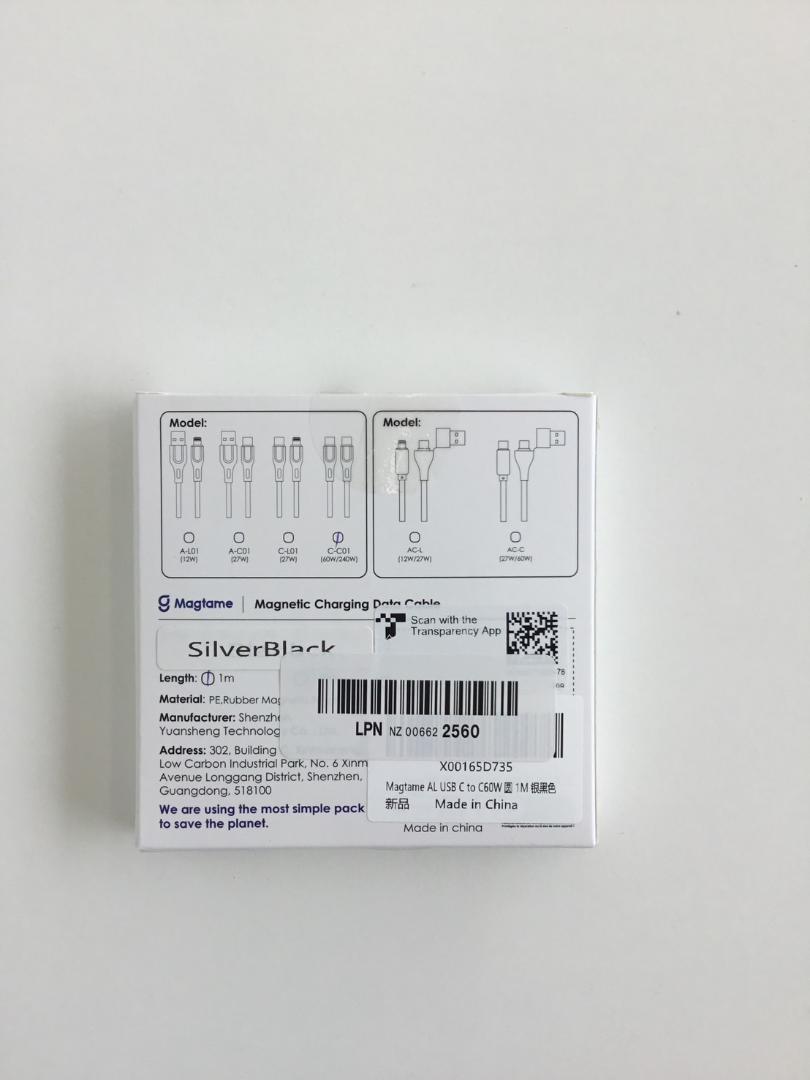 Model:
A-L01
(12W)
A-C01
(27W)
C-L01
(27W)
C-C01
(60W/240W)
Model:
AC-L
(12W/27W)
AC-C
(27W/60W)
Magtame | Magnetic Charging Data Cable
SilverBlack
Scan with the
Transparency App
Length: 1m
78
Material: PE,Rubber
Manufacturer:
Yuansheng
LPN NZ 00662 2560
Address: 302, Building
Low Carbon Industrial Park, No. 6
Avenue Longgang District, Shenzhen,
Guangdong, 518100
X00165D735
Magtame AL USB C to C60W 圆 1M 银黑色
新品 Made in China
We are using the most simple pack
to save the planet.
Made in china